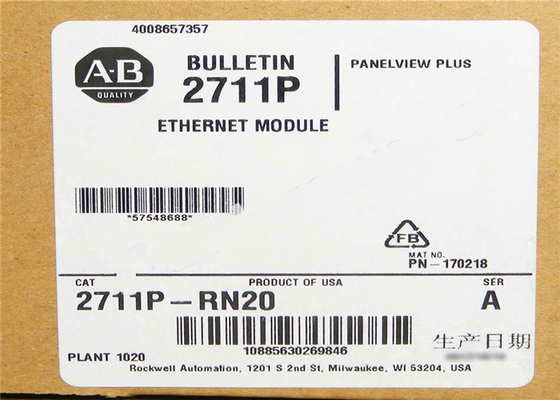 4008657357
A-B
QUALITY
BULLETIN
2711P
PANELVIEW PLUS
ETHERNET MODULE
*57548688*
FB
MAT NO.
PN-170218
CAT
PRODUCT OF USA
SER
2711P-RN20
A
10885630269846
生产日期
PLANT 1020
Rockwell Automation, 1201 S 2nd St, Milwaukee, WI 53204, USA